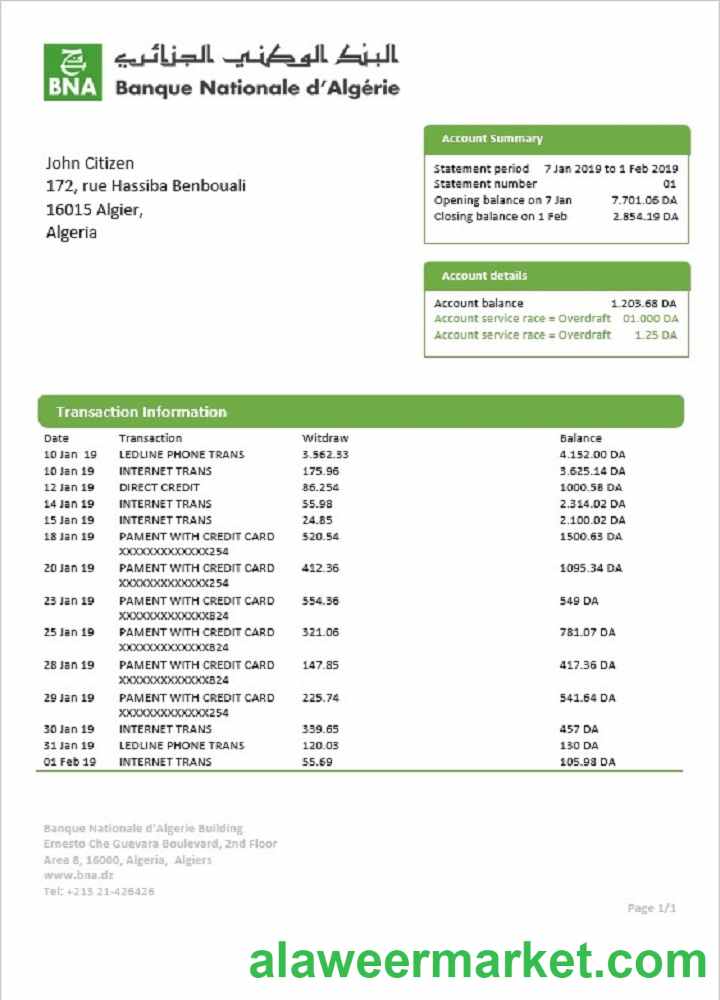 البنك الوطني الجزائري
BNA
Banque Nationale d'Algérie
John Citizen
172, rue Hassiba Benbouali
16015 Algier,
Algeria
Account Summary
Statement period 7 Jan 2019 to 1 Feb 2019
Statement number 01
Opening balance on 7 Jan 7.701.06 DA
Closing balance on 1 Feb 2.854.19 DA
Account details
Account balance 1.203.68 DA
Account service race = Overdraft 01.000 DA
Account service race = Overdraft 1.25 DA
Transaction Information
Date Transaction Witdraw Balance
10 Jan 19 LEDLINE PHONE TRANS 3.562.33 4.152.00 DA
10 Jan 19 INTERNET TRANS 175.96 3.625.14 DA
12 Jan 19 DIRECT CREDIT 86.254 1000.58 DA
14 Jan 19 INTERNET TRANS 55.98 2.314.02 DA
15 Jan 19 INTERNET TRANS 24.85 2.100.02 DA
18 Jan 19 PAMENT WITH CREDIT CARD 520.54 1500.63 DA
XXXXXXXXXXXXX254
20 Jan 19 PAMENT WITH CREDIT CARD 412.36 1095.34 DA
XXXXXXXXXXXXX254
23 Jan 19 PAMENT WITH CREDIT CARD 554.36 549 DA
XXXXXXXXXXXXX824
25 Jan 19 PAMENT WITH CREDIT CARD 321.06 781.07 DA
XXXXXXXXXXXXX824
28 Jan 19 PAMENT WITH CREDIT CARD 147.85 417.36 DA
XXXXXXXXXXXXX824
29 Jan 19 PAMENT WITH CREDIT CARD 225.74 541.64 DA
XXXXXXXXXXXXX254
30 Jan 19 INTERNET TRANS 339.65 457 DA
31 Jan 19 LEDLINE PHONE TRANS 120.03 130 DA
01 Feb 19 INTERNET TRANS 55.69 105.98 DA
Banque Nationale d'Algerie Building
Ernesto Che Guevara Boulevard, 2nd Floor
Area 8, 16000, Algeria, Algiers
www.bna.dz
Tel: +213 21-426426
Page 1/1
alaweermarket.com